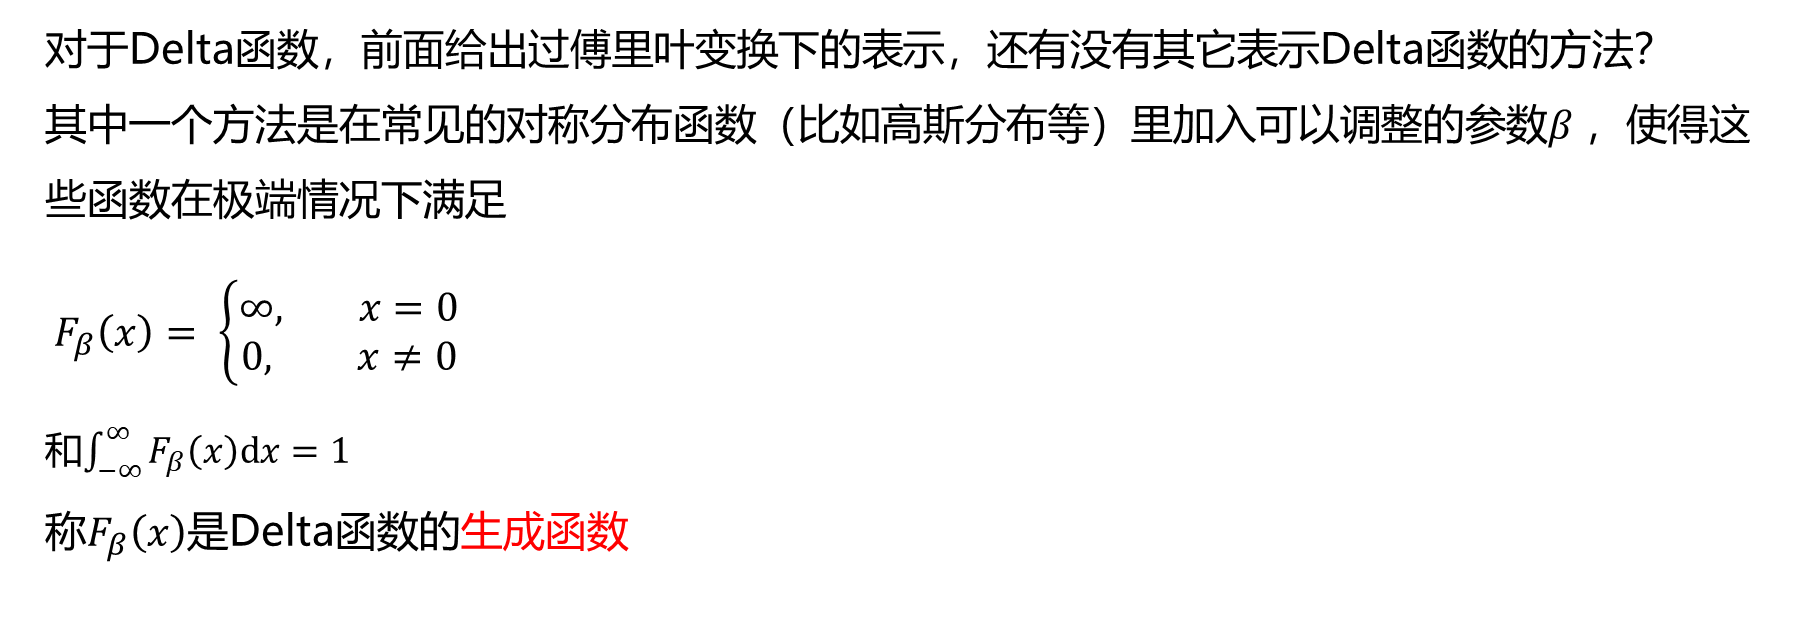 对于Delta函数，前面给出过傅里叶变换下的表示，还有没有其它表示Delta函数的方法？
其中一个方法是在常见的对称分布函数（比如高斯分布等）里加入可以调整的参数β ，使得这
些函数在极端情况下满足
F_β(x) = { ∞, x = 0
0, x ≠ 0
和∫_{−∞}^{∞} F_β(x)dx = 1
称F_β(x)是Delta函数的生成函数